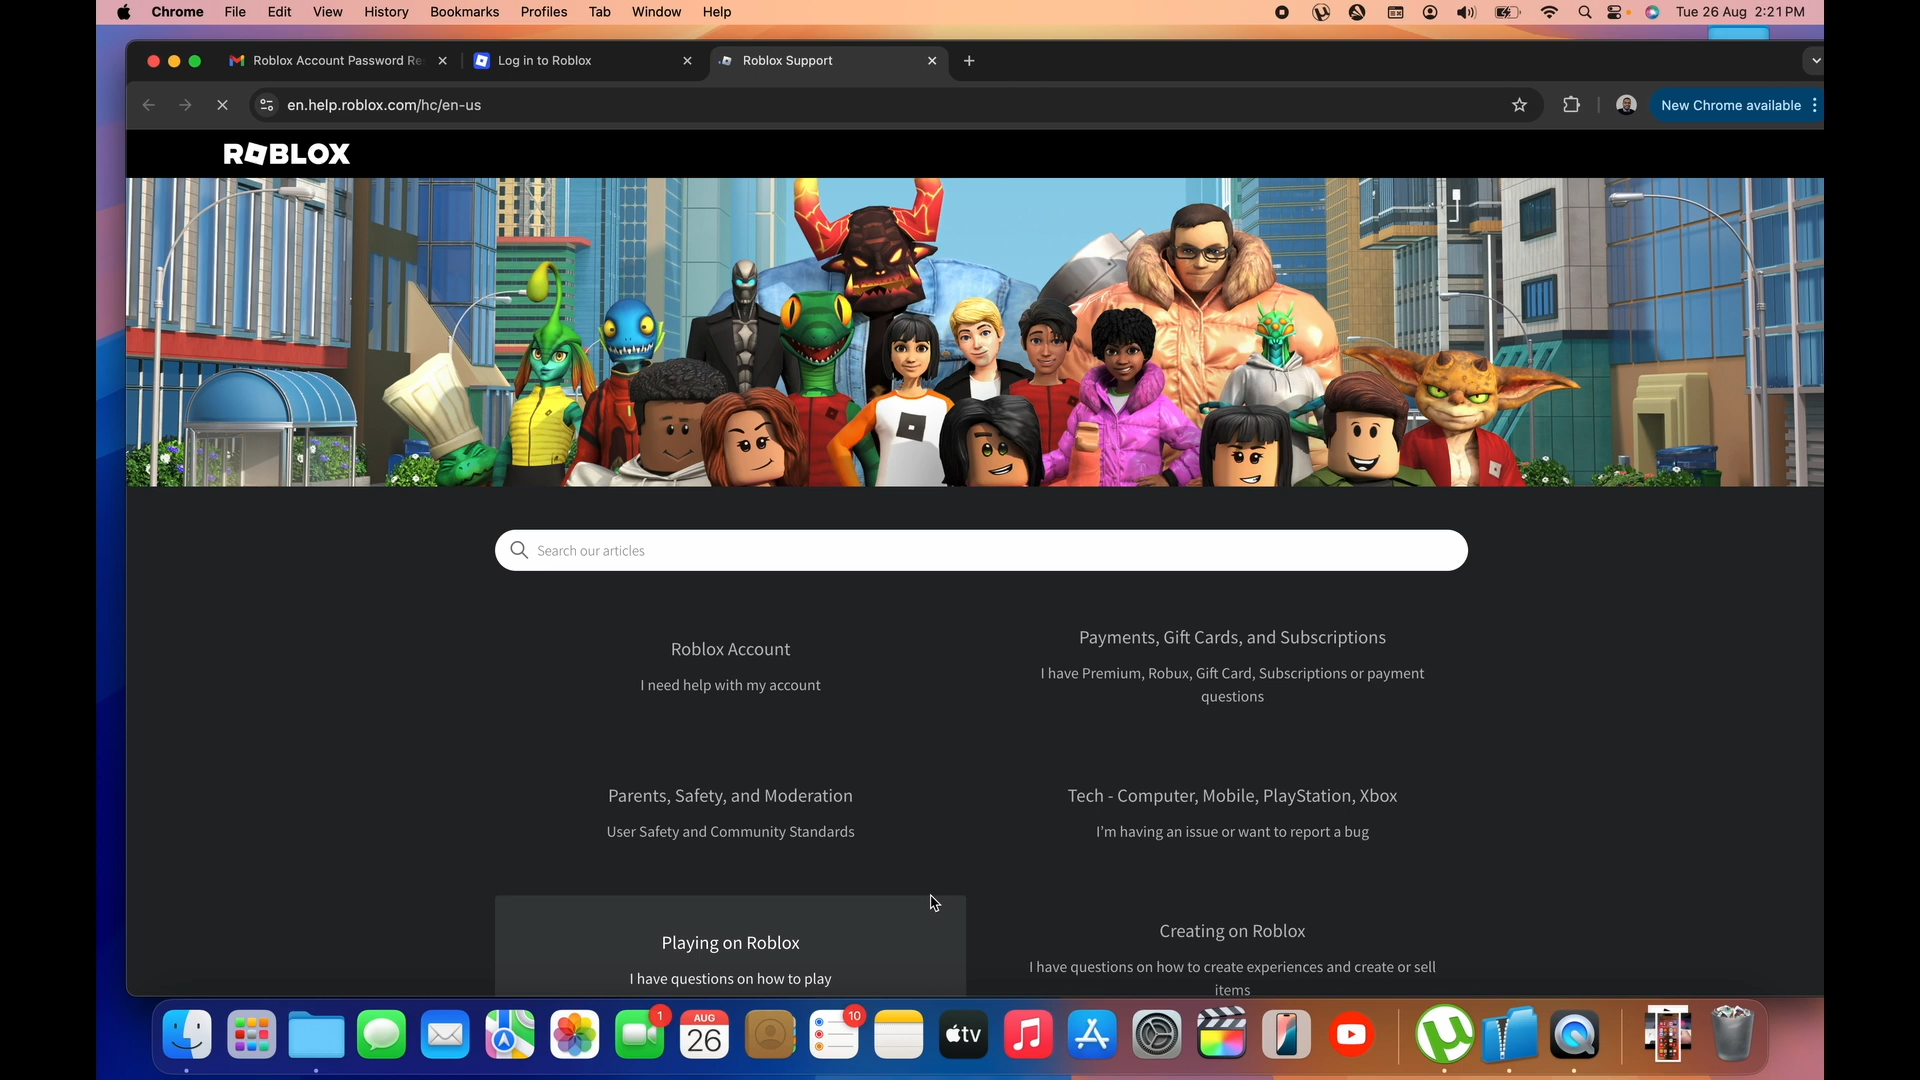 Chrome File Edit View History Bookmarks Profiles Tab Window Help Tue 26 Aug 2:21 PM
Roblox Account Password Re Log in to Roblox Roblox Support
en.help.roblox.com/hc/en-us New Chrome available
ROBLOX
Search our articles
Roblox Account
I need help with my account
Payments, Gift Cards, and Subscriptions
I have Premium, Robux, Gift Card, Subscriptions or payment
questions
Parents, Safety, and Moderation
User Safety and Community Standards
Tech - Computer, Mobile, PlayStation, Xbox
I'm having an issue or want to report a bug
Playing on Roblox
I have questions on how to play
Creating on Roblox
I have questions on how to create experiences and create or sell
items
1
AUG
26
10
tv